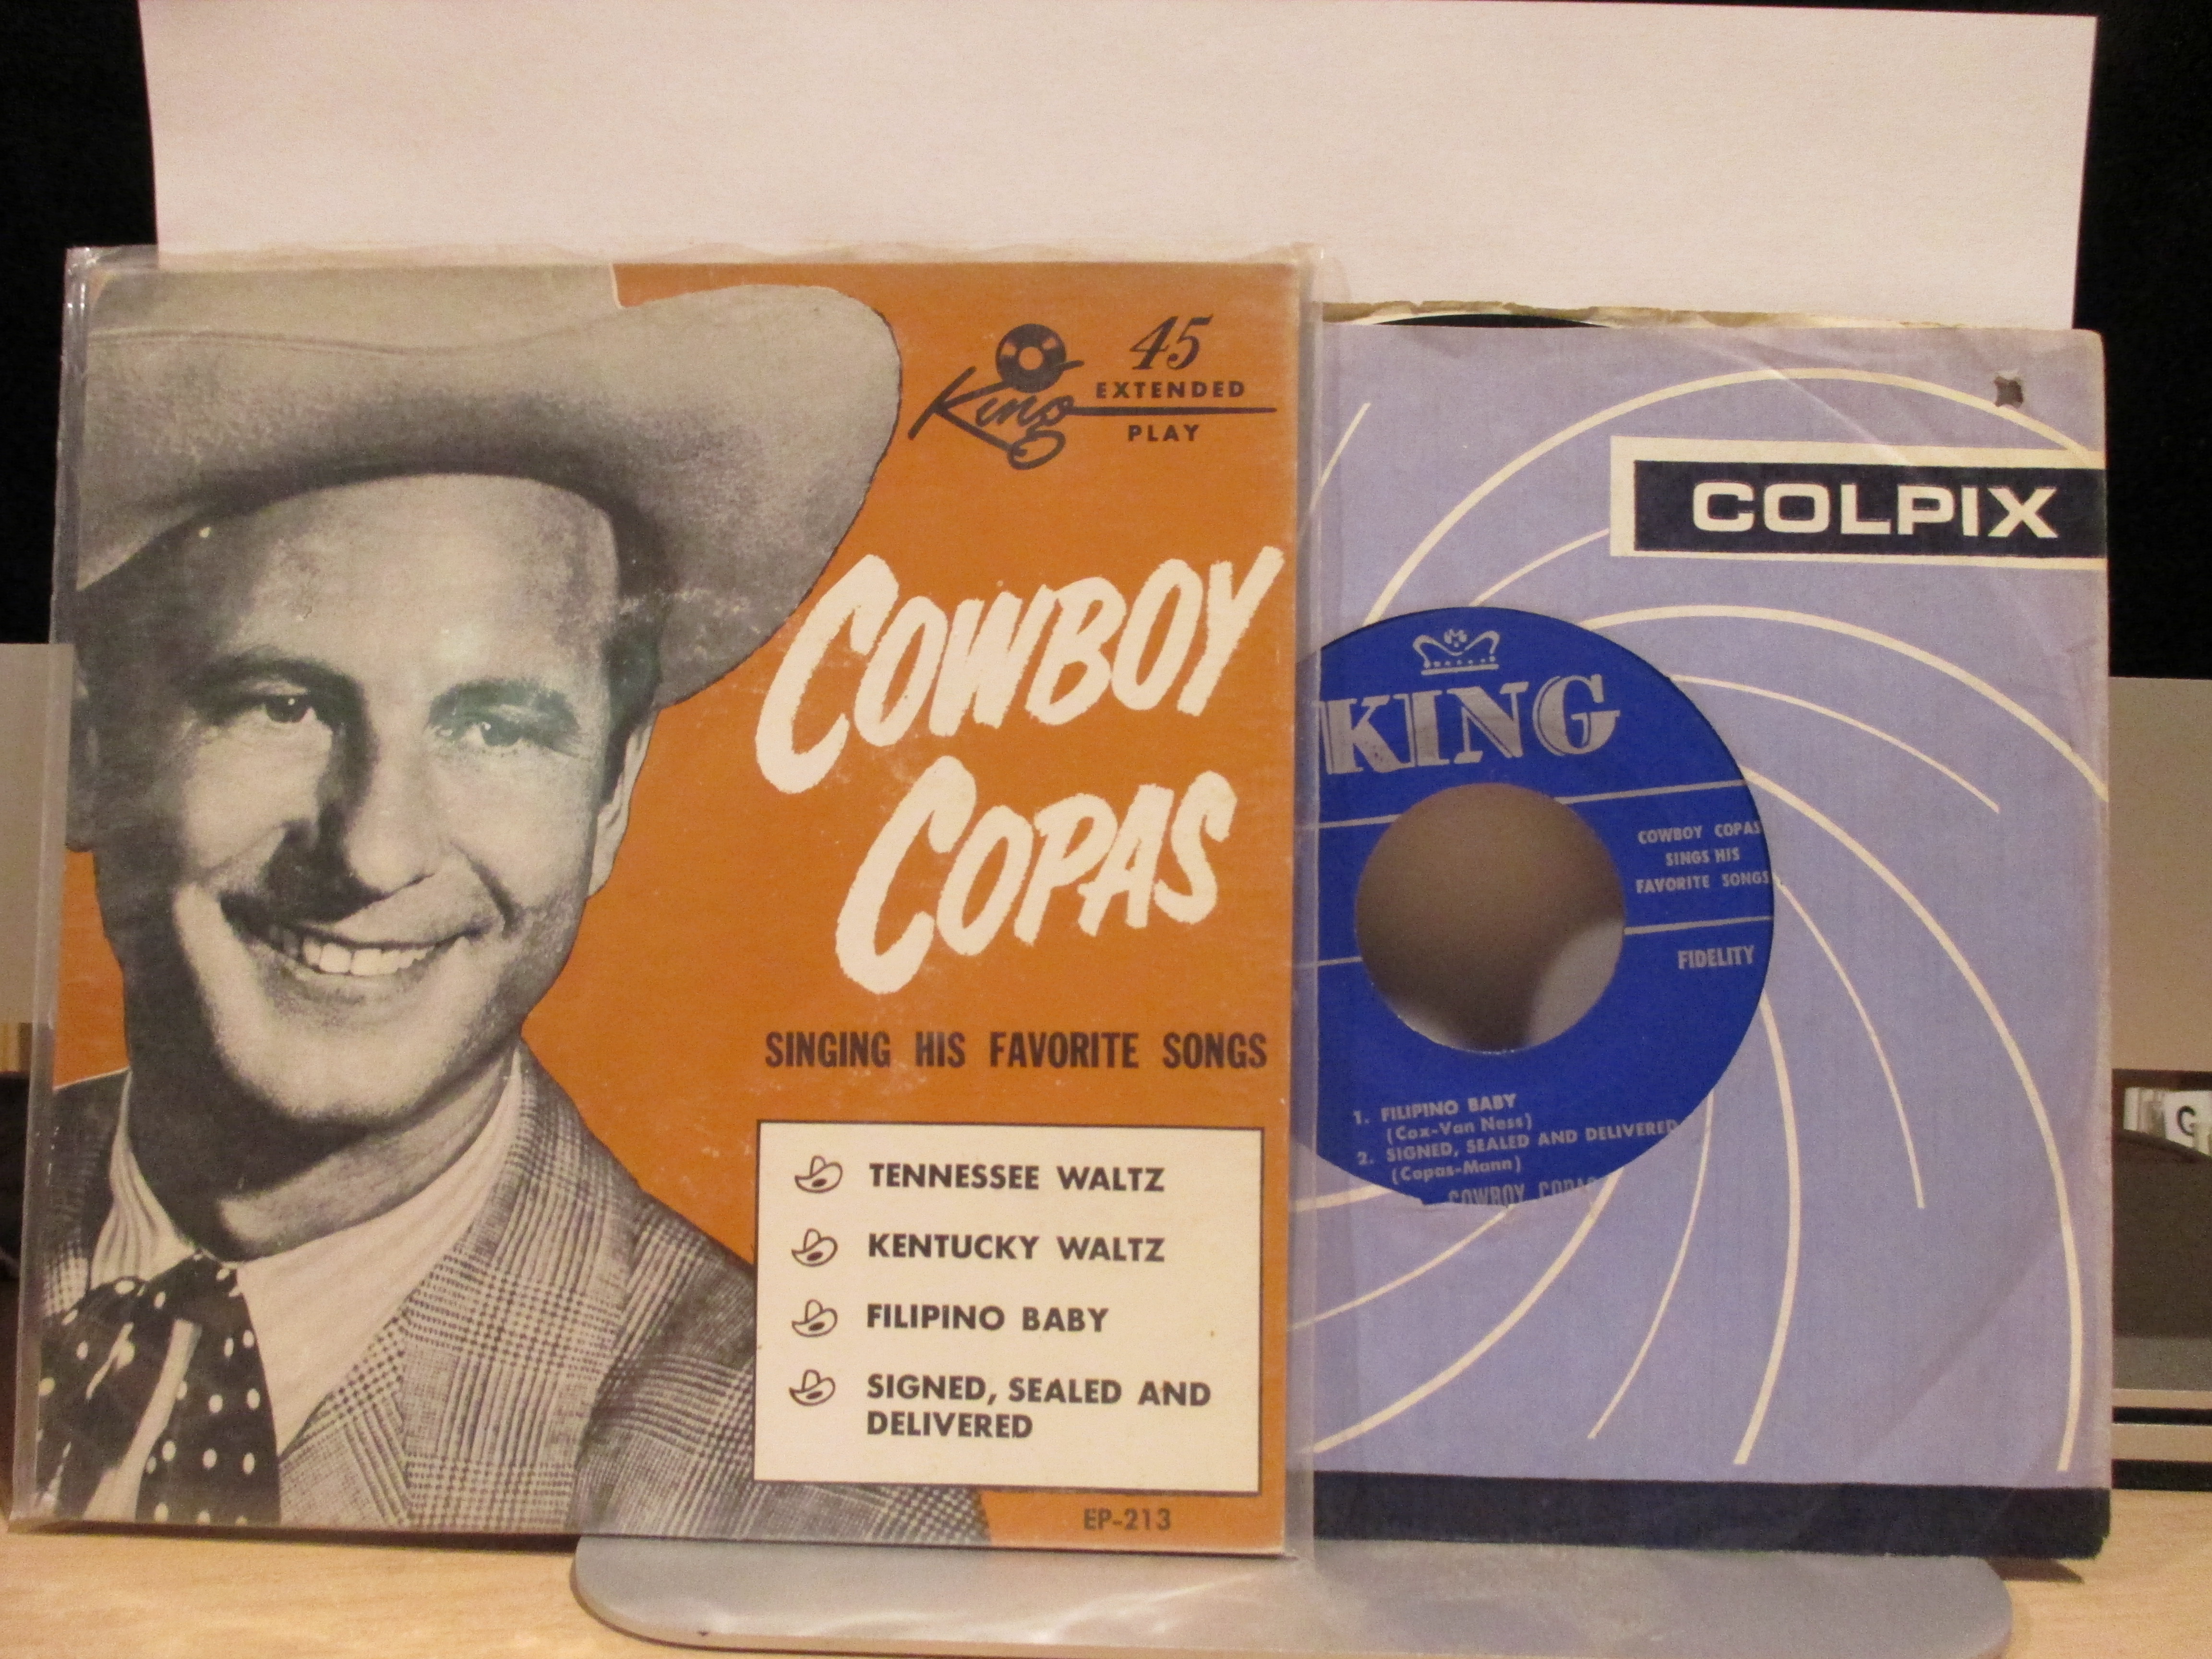 King
45
EXTENDED
PLAY
COWBOY
COPAS
SINGING HIS FAVORITE SONGS
TENNESSEE WALTZ
KENTUCKY WALTZ
FILIPINO BABY
SIGNED, SEALED AND
DELIVERED
EP-213
COLPIX
KING
COWBOY COPAS
SINGS HIS
FAVORITE SONGS
FIDELITY
1. FILIPINO BABY
(Cox-Van Ness)
2. SIGNED, SEALED AND DELIVERED
(Copas-Mann)
COWBOY COPAS
G